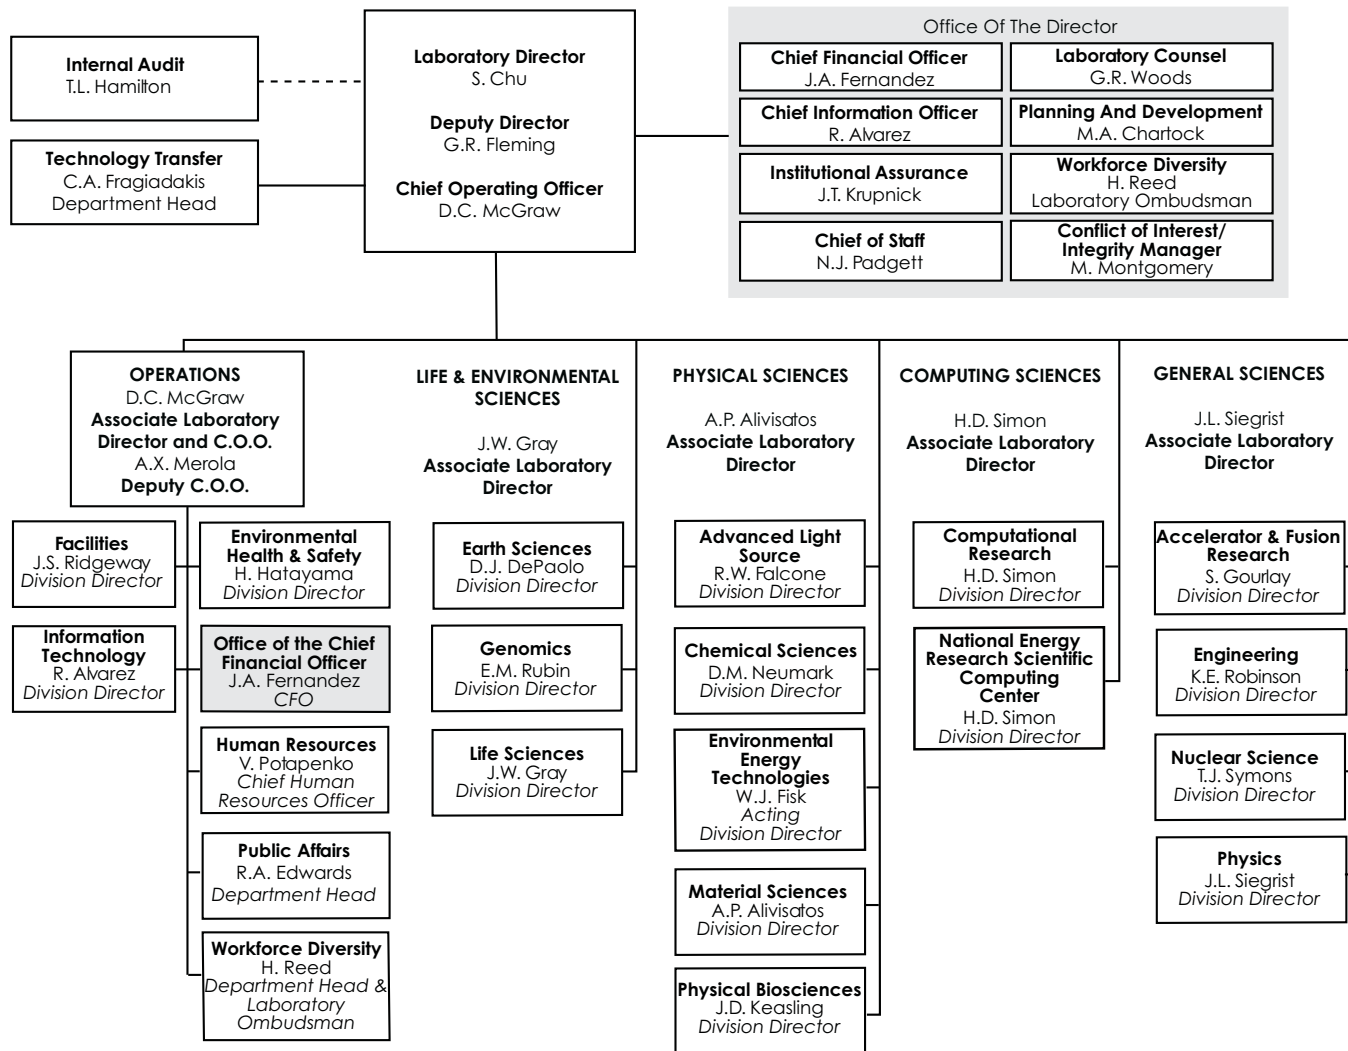 Internal Audit
T.L. Hamilton
Technology Transfer
C.A. Fragiadakis
Department Head
Laboratory Director
S. Chu
Deputy Director
G.R. Fleming
Chief Operating Officer
D.C. McGraw
Office Of The Director
Chief Financial Officer
J.A. Fernandez
Laboratory Counsel
G.R. Woods
Chief Information Officer
R. Alvarez
Planning And Development
M.A. Chartock
Institutional Assurance
J.T. Krupnick
Workforce Diversity
H. Reed
Laboratory Ombudsman
Chief of Staff
N.J. Padgett
Conflict of Interest/
Integrity Manager
M. Montgomery
OPERATIONS
D.C. McGraw
Associate Laboratory
Director and C.O.O.
A.X. Merola
Deputy C.O.O.
Facilities
J.S. Ridgeway
Division Director
Environmental
Health & Safety
H. Hatayama
Division Director
Information
Technology
R. Alvarez
Division Director
Office of the Chief
Financial Officer
J.A. Fernandez
CFO
Human Resources
V. Potapenko
Chief Human
Resources Officer
Public Affairs
R.A. Edwards
Department Head
Workforce Diversity
H. Reed
Department Head &
Laboratory
Ombudsman
LIFE & ENVIRONMENTAL
SCIENCES
J.W. Gray
Associate Laboratory
Director
Earth Sciences
D.J. DePaolo
Division Director
Genomics
E.M. Rubin
Division Director
Life Sciences
J.W. Gray
Division Director
PHYSICAL SCIENCES
A.P. Alivisatos
Associate Laboratory
Director
Advanced Light
Source
R.W. Falcone
Division Director
Chemical Sciences
D.M. Neumark
Division Director
Environmental
Energy
Technologies
W.J. Fisk
Acting
Division Director
Material Sciences
A.P. Alivisatos
Division Director
Physical Biosciences
J.D. Keasling
Division Director
COMPUTING SCIENCES
H.D. Simon
Associate Laboratory
Director
Computational
Research
H.D. Simon
Division Director
National Energy
Research Scientific
Computing
Center
H.D. Simon
Division Director
GENERAL SCIENCES
J.L. Siegrist
Associate Laboratory
Director
Accelerator & Fusion
Research
S. Gourlay
Division Director
Engineering
K.E. Robinson
Division Director
Nuclear Science
T.J. Symons
Division Director
Physics
J.L. Siegrist
Division Director